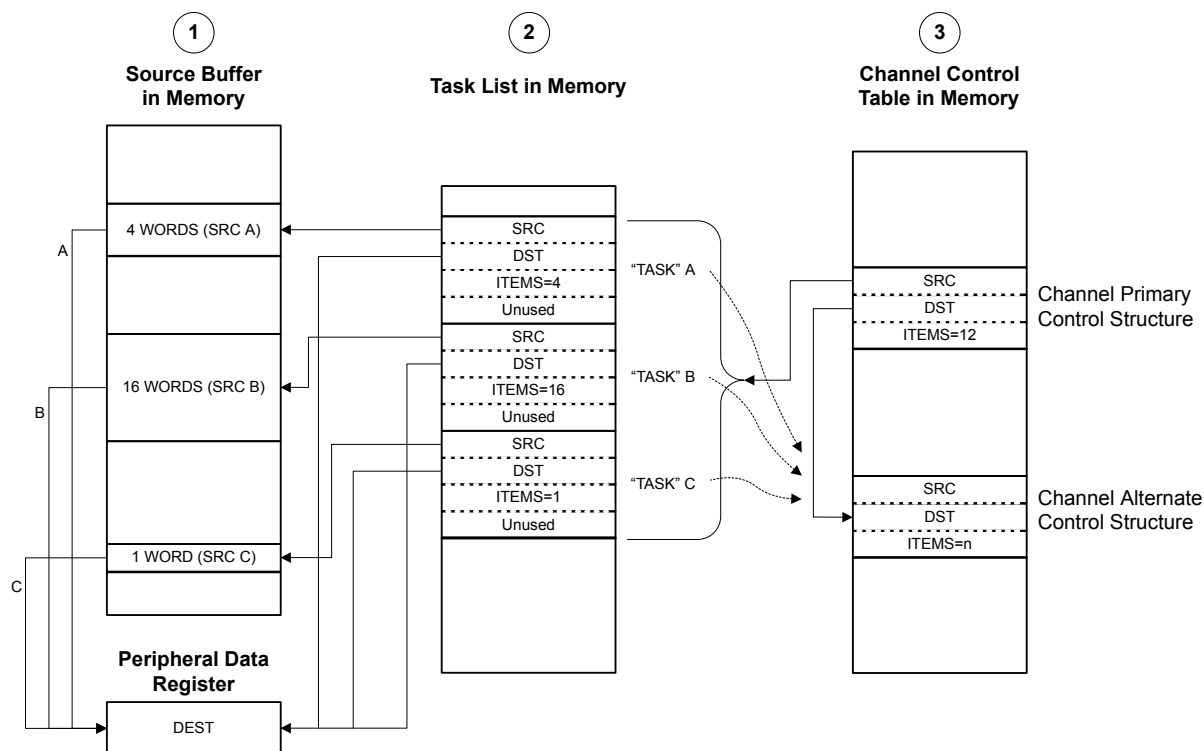 1
Source Buffer
in Memory
4 WORDS (SRC A)
16 WORDS (SRC B)
1 WORD (SRC C)
A
B
C
Peripheral Data
Register
DEST
2
Task List in Memory
SRC
DST
ITEMS=4
Unused
SRC
DST
ITEMS=16
Unused
SRC
DST
ITEMS=1
Unused
“TASK” A
“TASK” B
“TASK” C
3
Channel Control
Table in Memory
SRC
DST
ITEMS=12
Channel Primary
Control Structure
SRC
DST
ITEMS=n
Channel Alternate
Control Structure